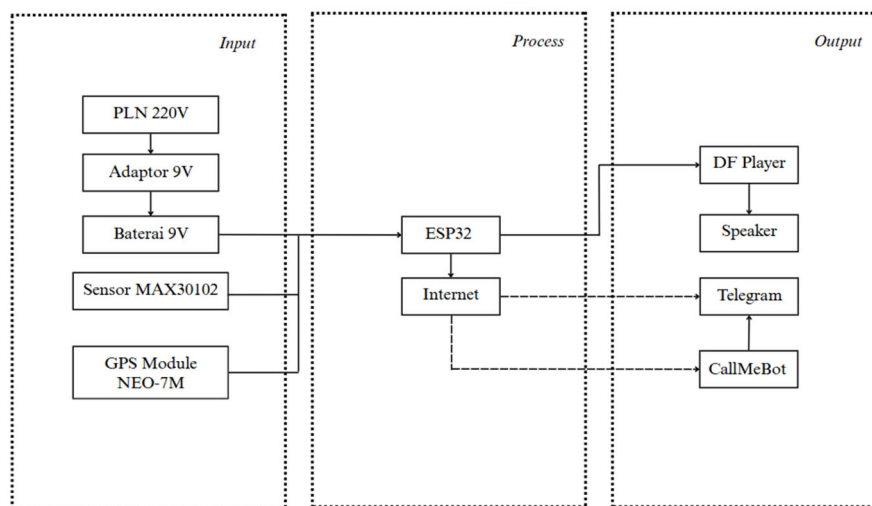 Input
PLN 220V
Adaptor 9V
Baterai 9V
Sensor MAX30102
GPS Module
NEO-7M
Process
ESP32
Internet
Output
DF Player
Speaker
Telegram
CallMeBot